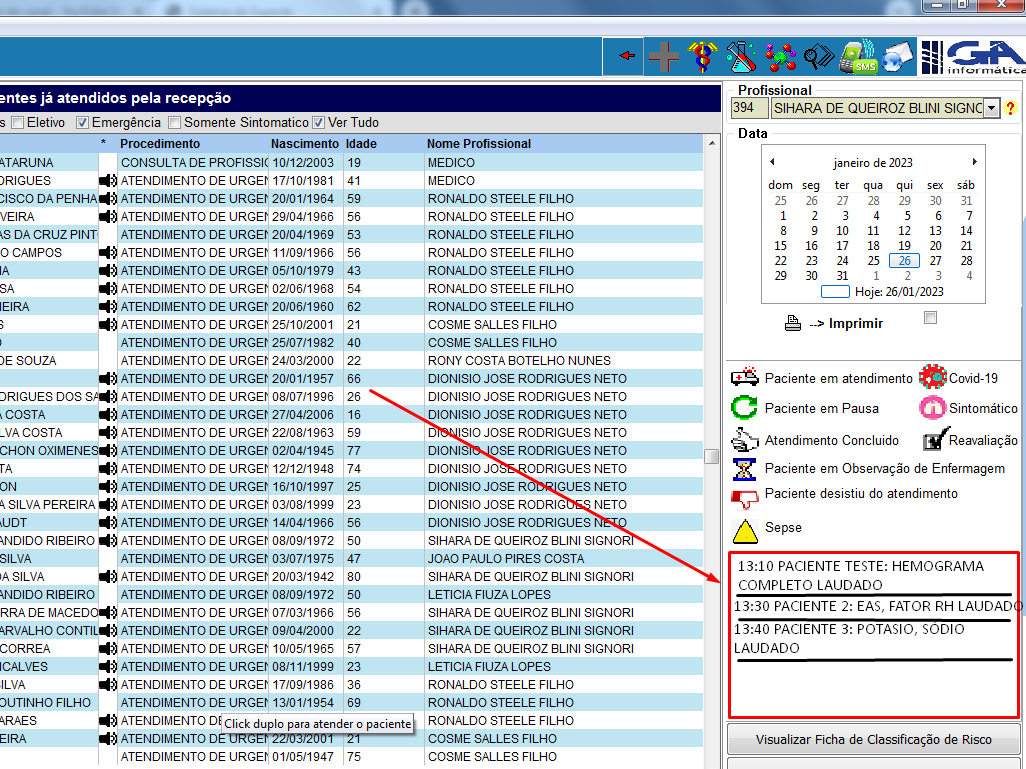 SMS
GA
informática
entes já atendidos pela recepção
s Eletivo Emergência Somente Sintomatico Ver Tudo
* Procedimento Nascimento Idade Nome Profissional
ATARUNA CONSULTA DE PROFISSIO 10/12/2003 19 MEDICO
DRIGUES ATENDIMENTO DE URGEN 17/10/1981 41 MEDICO
CISCO DA PENHA ATENDIMENTO DE URGEN 20/01/1964 59 RONALDO STEELE FILHO
VEIRA ATENDIMENTO DE URGEN 29/04/1966 56 RONALDO STEELE FILHO
AS DA CRUZ PINTO ATENDIMENTO DE URGEN 20/04/1969 53 RONALDO STEELE FILHO
O CAMPOS ATENDIMENTO DE URGEN 11/09/1966 56 RONALDO STEELE FILHO
IA ATENDIMENTO DE URGEN 05/10/1979 43 RONALDO STEELE FILHO
SA ATENDIMENTO DE URGEN 02/06/1968 54 RONALDO STEELE FILHO
EIRA ATENDIMENTO DE URGEN 20/06/1960 62 RONALDO STEELE FILHO
S ATENDIMENTO DE URGEN 25/10/2001 21 COSME SALLES FILHO
O ATENDIMENTO DE URGEN 25/07/1982 40 COSME SALLES FILHO
DE SOUZA ATENDIMENTO DE URGEN 24/03/2000 22 RONY COSTA BOTELHO NUNES
ATENDIMENTO DE URGEN 20/01/1957 66 DIONISIO JOSE RODRIGUES NETO
DRIGUES DOS SA ATENDIMENTO DE URGEN 08/07/1996 26 DIONISIO JOSE RODRIGUES NETO
A COSTA ATENDIMENTO DE URGEN 27/04/2006 16 DIONISIO JOSE RODRIGUES NETO
LVA COSTA ATENDIMENTO DE URGEN 22/08/1963 59 DIONISIO JOSE RODRIGUES NETO
CHON OXIMENES ATENDIMENTO DE URGEN 02/04/1945 77 DIONISIO JOSE RODRIGUES NETO
TA ATENDIMENTO DE URGEN 12/12/1948 74 DIONISIO JOSE RODRIGUES NETO
ON ATENDIMENTO DE URGEN 16/10/1997 25 DIONISIO JOSE RODRIGUES NETO
A SILVA PEREIRA ATENDIMENTO DE URGEN 03/08/1999 23 DIONISIO JOSE RODRIGUES NETO
AUDT ATENDIMENTO DE URGEN 14/04/1966 56 DIONISIO JOSE RODRIGUES NETO
ANDIDO RIBEIRO ATENDIMENTO DE URGEN 08/09/1972 50 SIHARA DE QUEIROZ BLINI SIGNORI
SILVA ATENDIMENTO DE URGEN 03/07/1975 47 JOAO PAULO PIRES COSTA
DA SILVA ATENDIMENTO DE URGEN 20/03/1942 80 SIHARA DE QUEIROZ BLINI SIGNORI
ANDIDO RIBEIRO ATENDIMENTO DE URGEN 08/09/1972 50 LETICIA FIUZA LOPES
RRA DE MACEDO ATENDIMENTO DE URGEN 07/03/1966 56 SIHARA DE QUEIROZ BLINI SIGNORI
ARVALHO CONTIL ATENDIMENTO DE URGEN 09/04/2000 22 SIHARA DE QUEIROZ BLINI SIGNORI
CORREA ATENDIMENTO DE URGEN 10/05/1965 57 SIHARA DE QUEIROZ BLINI SIGNORI
NCALVES ATENDIMENTO DE URGEN 08/11/1999 23 LETICIA FIUZA LOPES
SILVA ATENDIMENTO DE URGEN 17/09/1986 36 RONALDO STEELE FILHO
OUTINHO FILHO ATENDIMENTO DE URGEN 13/01/1954 69 RONALDO STEELE FILHO
ARAES ATENDIMENTO DE RONALDO STEELE FILHO
Click duplo para atender o paciente
EIRA ATENDIMENTO DE URGEN 22/03/2001 21 COSME SALLES FILHO
ATENDIMENTO DE URGEN 01/05/1947 75 COSME SALLES FILHO
Profissional
394 SIHARA DE QUEIROZ BLINI SIGNO ?
Data
janeiro de 2023
dom seg ter qua qui sex sáb
25 26 27 28 29 30 31
1 2 3 4 5 6 7
8 9 10 11 12 13 14
15 16 17 18 19 20 21
22 23 24 25 26 27 28
29 30 31 1 2 3 4
Hoje: 26/01/2023
--> Imprimir
Paciente em atendimento Covid-19
Paciente em Pausa Sintomático
Atendimento Concluido Reavaliação
Paciente em Observação de Enfermagem
Paciente desistiu do atendimento
Sepse
13:10 PACIENTE TESTE: HEMOGRAMA
COMPLETO LAUDADO
13:30 PACIENTE 2: EAS, FATOR RH LAUDADO
13:40 PACIENTE 3: POTASIO, SÓDIO
LAUDADO
Visualizar Ficha de Classificação de Risco